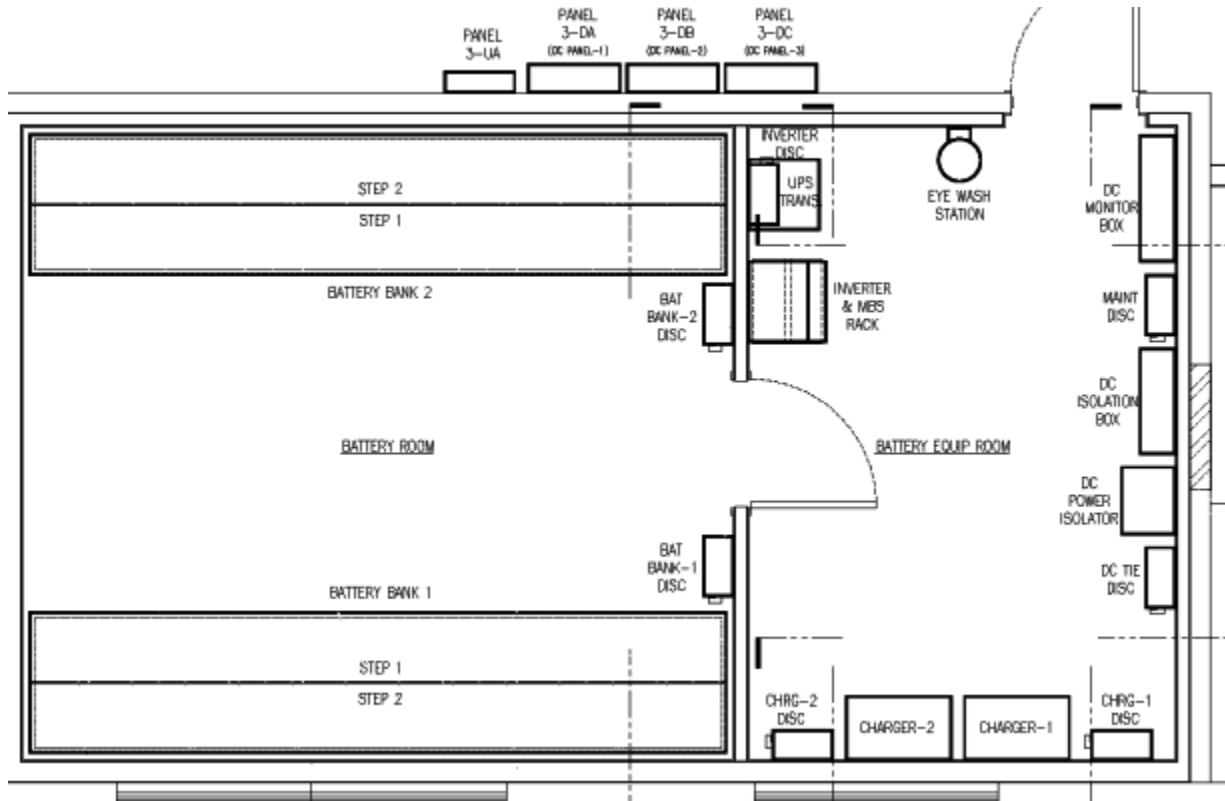 PANEL
3-UA
PANEL
3-DA
(DC PANEL-1)
PANEL
3-DB
(DC PANEL-2)
PANEL
3-DC
(DC PANEL-3)
INVERTER
DISC
UPS
TRANS
EYE WASH
STATION
DC
MONITOR
BOX
STEP 2
STEP 1
BATTERY BANK 2
BAT
BANK-2
DISC
INVERTER
& MBS
RACK
MAINT
DISC
DC
ISOLATION
BOX
BATTERY ROOM
BATTERY EQUIP ROOM
DC
POWER
ISOLATOR
BAT
BANK-1
DISC
DC TIE
DISC
BATTERY BANK 1
STEP 1
STEP 2
CHRG-2
DISC
CHARGER-2
CHARGER-1
CHRG-1
DISC